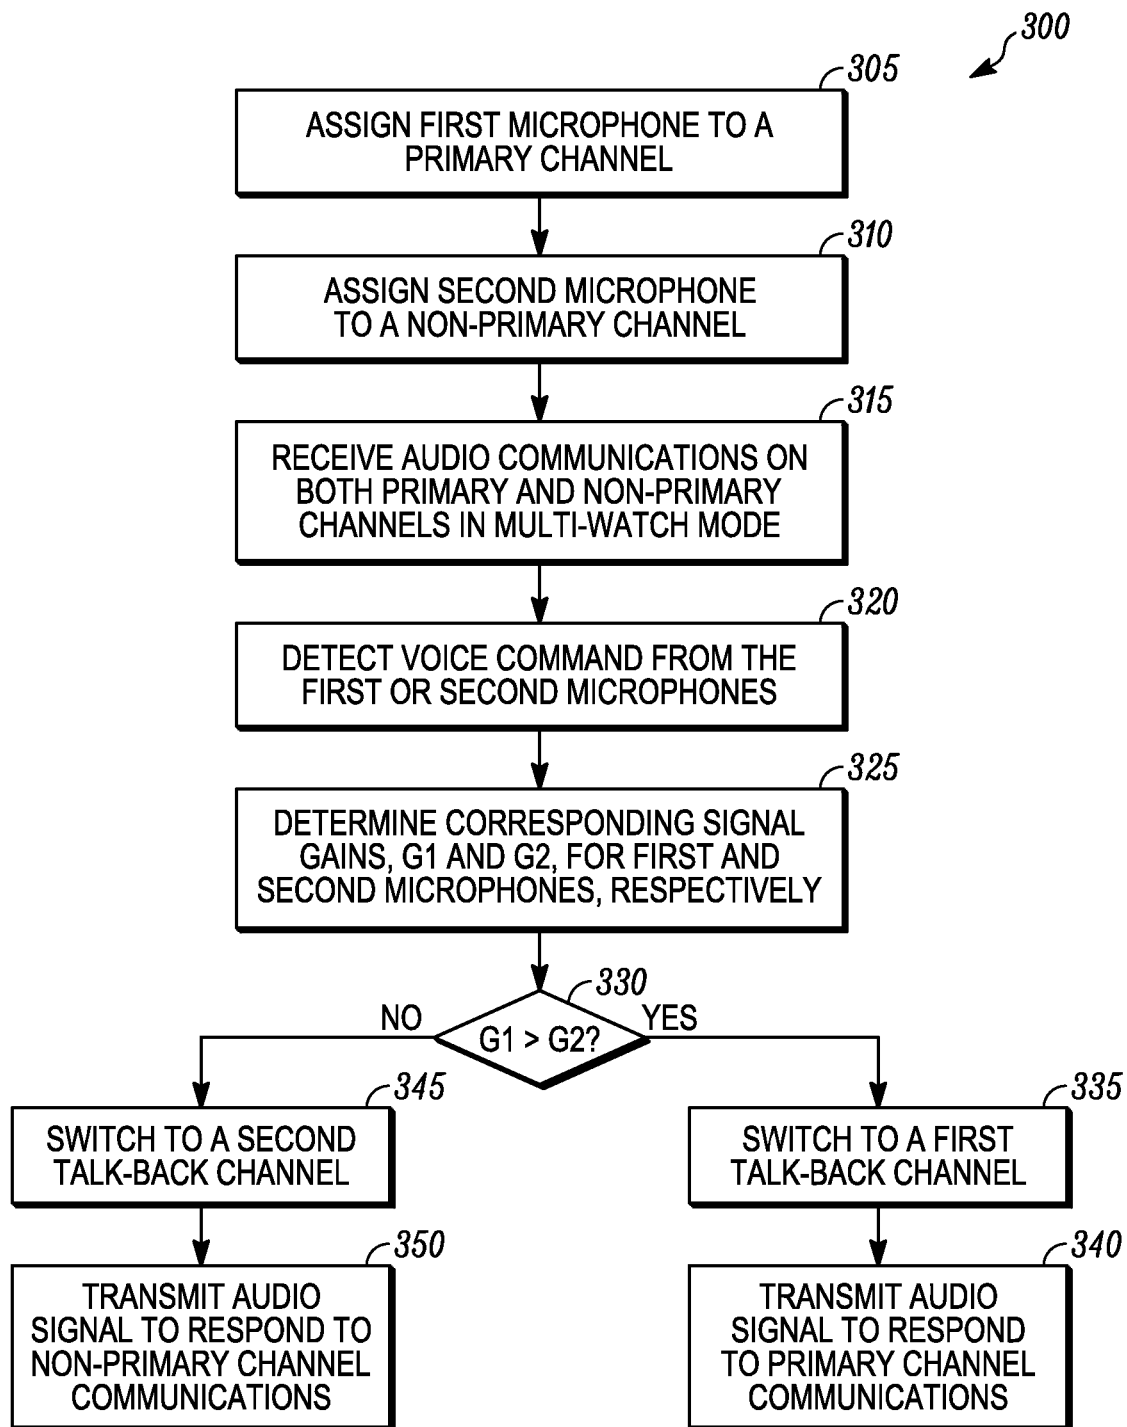 300
305
ASSIGN FIRST MICROPHONE TO A
PRIMARY CHANNEL
310
ASSIGN SECOND MICROPHONE
TO A NON-PRIMARY CHANNEL
315
RECEIVE AUDIO COMMUNICATIONS ON
BOTH PRIMARY AND NON-PRIMARY
CHANNELS IN MULTI-WATCH MODE
320
DETECT VOICE COMMAND FROM THE
FIRST OR SECOND MICROPHONES
325
DETERMINE CORRESPONDING SIGNAL
GAINS, G1 AND G2, FOR FIRST AND
SECOND MICROPHONES, RESPECTIVELY
330
NO
G1 > G2?
YES
345
SWITCH TO A SECOND
TALK-BACK CHANNEL
335
SWITCH TO A FIRST
TALK-BACK CHANNEL
350
TRANSMIT AUDIO
SIGNAL TO RESPOND TO
NON-PRIMARY CHANNEL
COMMUNICATIONS
340
TRANSMIT AUDIO
SIGNAL TO RESPOND
TO PRIMARY CHANNEL
COMMUNICATIONS